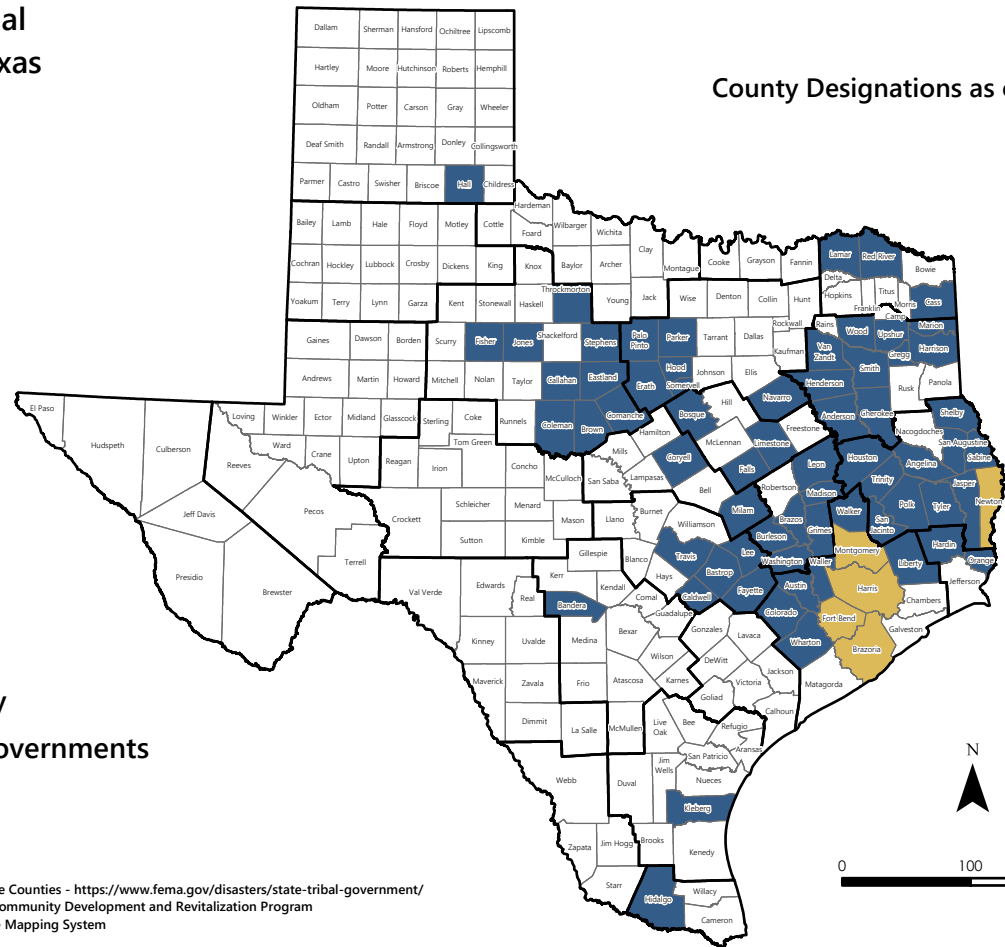 al
xas
County Designations as
Dallam Sherman Hansford Ochiltree Lipscomb
Hartley Moore Hutchinson Roberts Hemphill
Oldham Potter Carson Gray Wheeler
Deaf Smith Randall Armstrong Donley Collingsworth
Parmer Castro Swisher Briscoe Hall Childress
Hardeman
Bailey Lamb Hale Floyd Motley Cottle Foard Wilbarger Wichita
Clay Lamar Red River
Cochran Hockley Lubbock Crosby Dickens King Knox Baylor Archer Montague Cooke Grayson Fannin Bowie
Delta Titus
Throckmorton
Yoakum Terry Lynn Garza Kent Stonewall Haskell Young Jack Wise Denton Collin Hunt Hopkins Franklin Morris Cass
Camp
Gaines Dawson Borden Scurry Fisher Jones Shackelford Stephens Palo Pinto Parker Tarrant Dallas Rockwall Rains Wood Upshur Marion
Kaufman Van Zandt Gregg Harrison
Andrews Martin Howard Mitchell Nolan Taylor Callahan Eastland Erath Hood Somervell Johnson Ellis Henderson Smith Rusk Panola
El Paso Loving Winkler Ector Midland Glasscock Sterling Coke Runnels Coleman Brown Comanche Bosque Hill Navarro Anderson Cherokee Shelby
Hudspeth Culberson Reeves Ward Crane Upton Reagan Irion Tom Green Concho Mills Hamilton McLennan Limestone Freestone Nacogdoches San Augustine
McCulloch San Saba Lampasas Coryell Falls Leon Houston Angelina Sabine
Jeff Davis Pecos Crockett Schleicher Menard Mason Llano Burnet Bell Robertson Madison Trinity Polk Tyler Jasper Newton
Sutton Kimble Williamson Milam Brazos Grimes Walker San Jacinto
Burleson
Presidio Brewster Terrell Gillespie Blanco Travis Lee Washington Waller Montgomery Liberty Hardin Orange
Val Verde Edwards Real Kerr Kendall Hays Bastrop Fayette Austin Harris Jefferson
Bandera Comal Caldwell Colorado Chambers
Guadalupe Fort Bend
Kinney Uvalde Medina Bexar Gonzales Lavaca Wharton Galveston
Wilson Brazoria
Maverick Zavala Frio Atascosa Karnes DeWitt Jackson Matagorda
Goliad Victoria
Dimmit La Salle McMullen Live Oak Bee Refugio Calhoun
Aransas
Webb Duval Jim Wells San Patricio
Nueces
Kleberg
Zapata Jim Hogg Brooks Kenedy
Starr Hidalgo Willacy
Cameron
overnments
N
0 100
e Counties - https://www.fema.gov/disasters/state-tribal-government/
ommunity Development and Revitalization Program
Mapping System